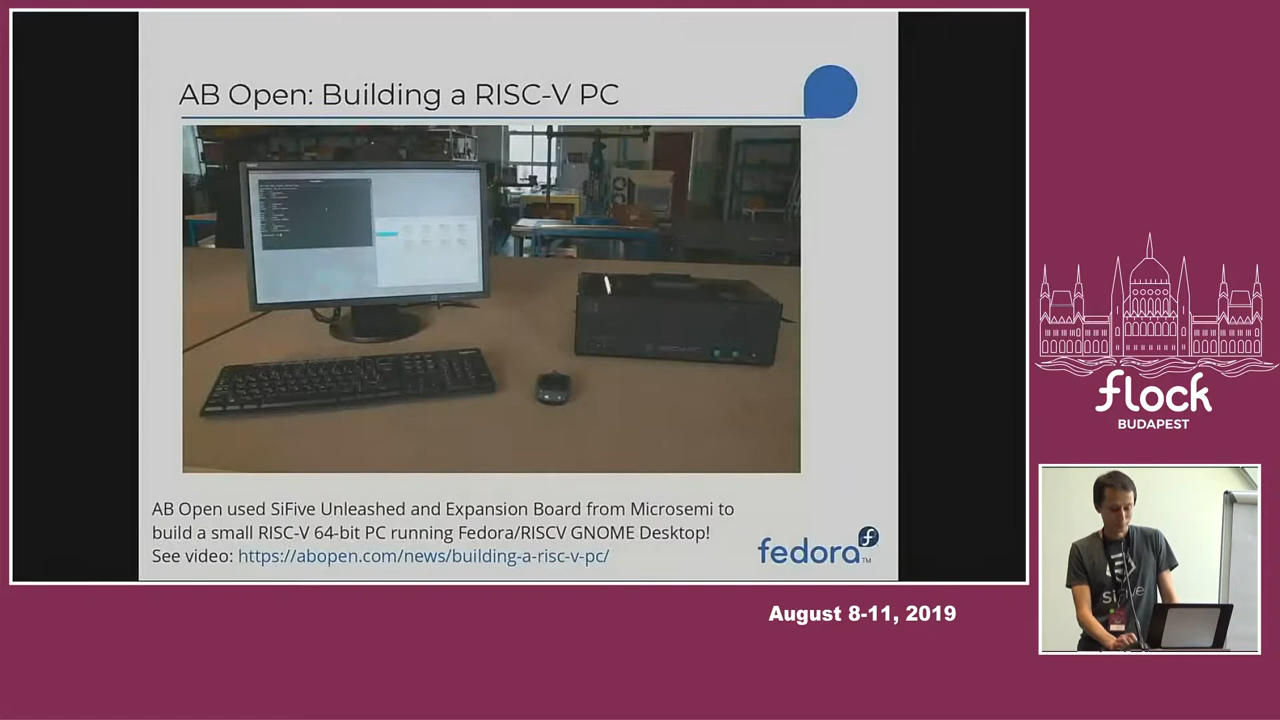 AB Open: Building a RISC-V PC
AB Open used SiFive Unleashed and Expansion Board from Microsemi to
build a small RISC-V 64-bit PC running Fedora/RISCV GNOME Desktop!
See video: https://abopen.com/news/building-a-risc-v-pc/
fedora
TM
flock
BUDAPEST
August 8-11, 2019
SiFive